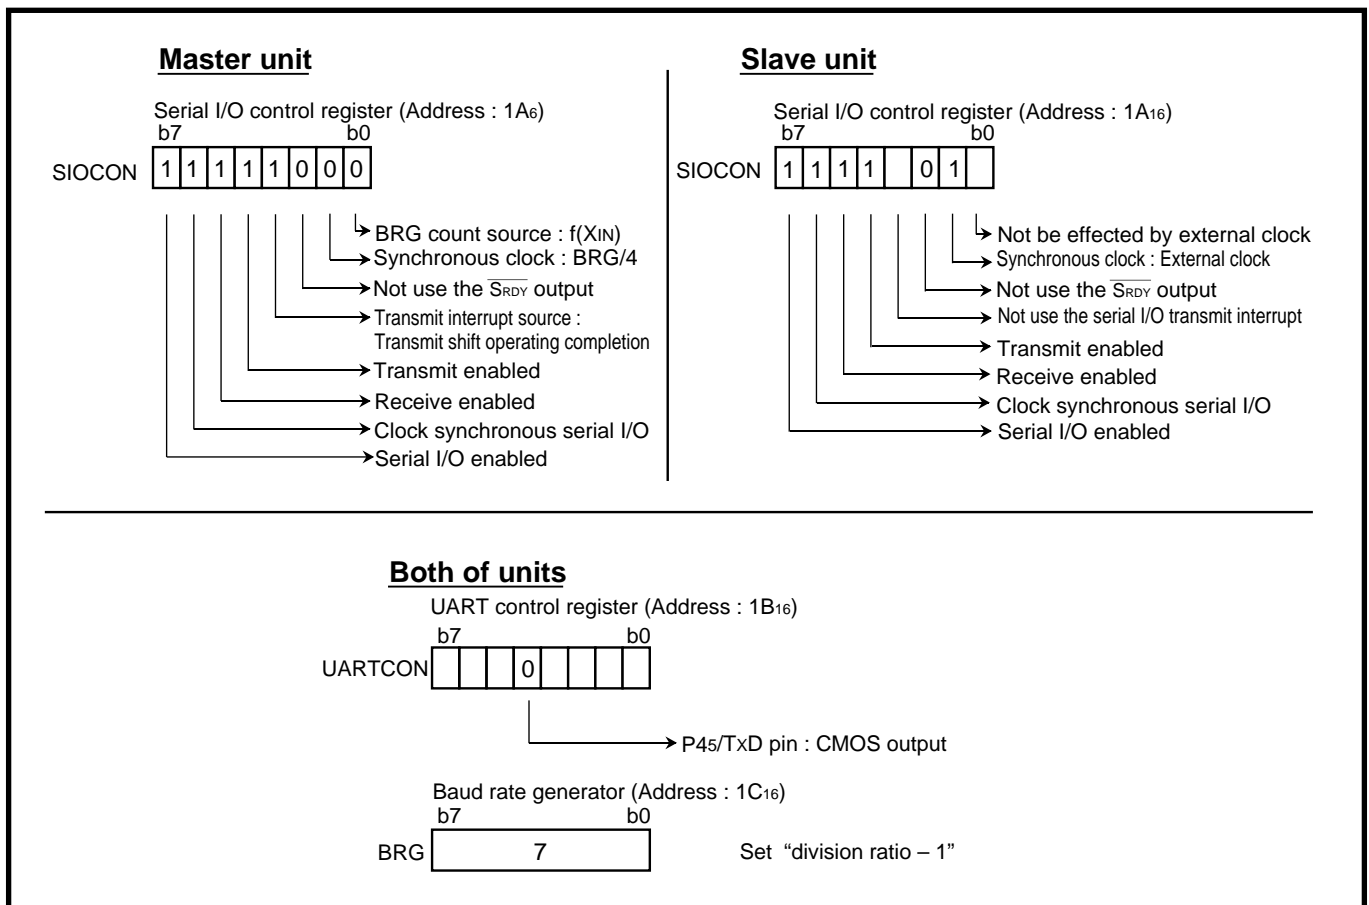 Master unit
Serial I/O control register (Address : 1A6)
b7 b0
SIOCON 1 1 1 1 1 0 0 0
BRG count source : f(XIN)
Synchronous clock : BRG/4
Not use the SRDY output
Transmit interrupt source :
Transmit shift operating completion
Transmit enabled
Receive enabled
Clock synchronous serial I/O
Serial I/O enabled
Slave unit
Serial I/O control register (Address : 1A16)
b7 b0
SIOCON 1 1 1 1 0 1
Not be effected by external clock
Synchronous clock : External clock
Not use the SRDY output
Not use the serial I/O transmit interrupt
Transmit enabled
Receive enabled
Clock synchronous serial I/O
Serial I/O enabled
Both of units
UART control register (Address : 1B16)
b7 b0
UARTCON 0
P45/TXD pin : CMOS output
Baud rate generator (Address : 1C16)
b7 b0
BRG 7 Set “division ratio – 1”